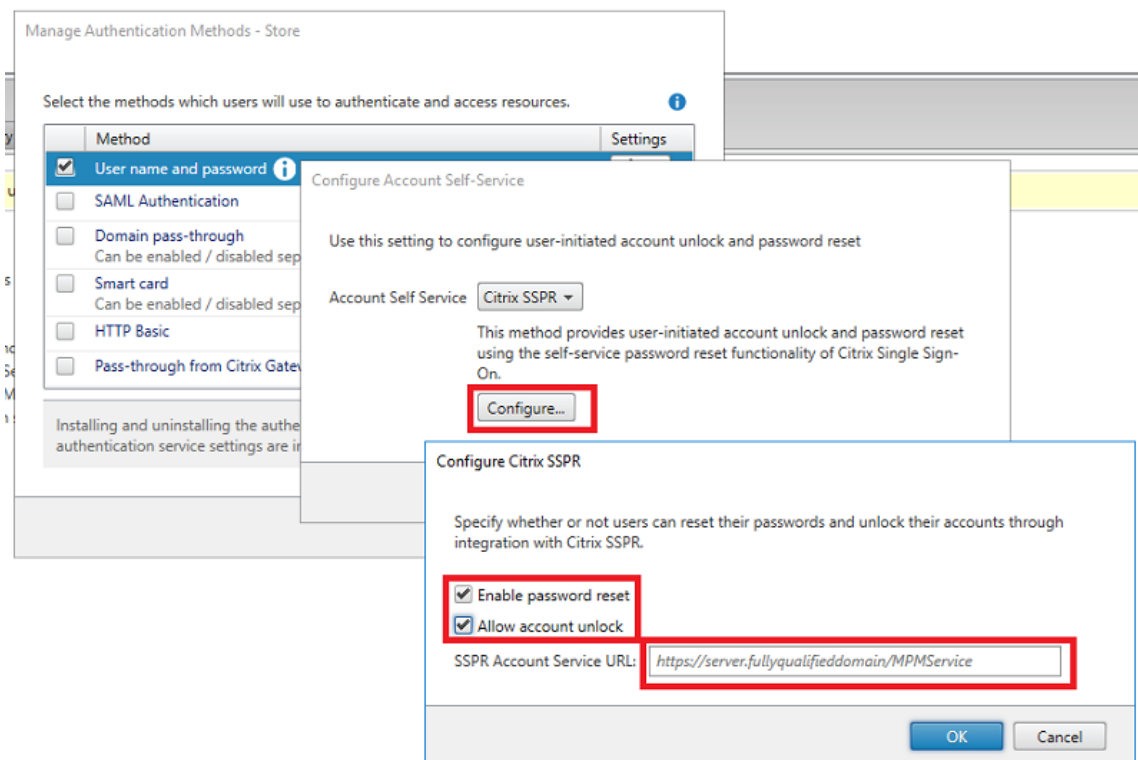 Manage Authentication Methods - Store
Select the methods which users will use to authenticate and access resources.
Method
Settings
User name and password
SAML Authentication
Domain pass-through
Can be enabled / disabled sep
Smart card
Can be enabled / disabled sep
HTTP Basic
Pass-through from Citrix Gatew
Installing and uninstalling the authe
authentication service settings are in
Configure Account Self-Service
Use this setting to configure user-initiated account unlock and password reset
Account Self Service
Citrix SSPR
This method provides user-initiated account unlock and password reset
using the self-service password reset functionality of Citrix Single Sign-
On.
Configure...
Configure Citrix SSPR
Specify whether or not users can reset their passwords and unlock their accounts through
integration with Citrix SSPR.
Enable password reset
Allow account unlock
SSPR Account Service URL:
https://server.fullyqualifieddomain/MPMService
OK
Cancel